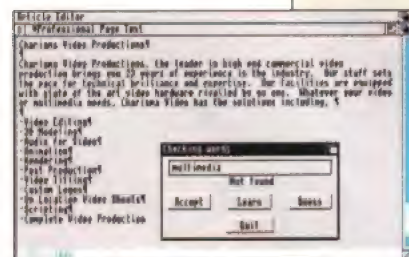 Article Editor
Professional Page Text
Charisma Video Productions¶
¶
Charisma Video Productions, the leader in high end commercial video
production brings you 23 years of experience in the industry. Our staff sets
the pace for technical brilliance and expertise. Our facilities are equipped
with state of the art video hardware rivaled by no one. Whatever your video
or multimedia needs, Charisma Video has the solutions including, ¶
¶
·Video Editing¶
·3D Modeling¶
·Audio for Video¶
·Animation¶
·Rendering¶
·Post Production¶
·Video Titling¶
·Custom Logos¶
·On Location Video Shoots¶
·Scripting¶
·Complete Video Production
Checking words
multimedia
Not found
Accept Learn Guess
Quit